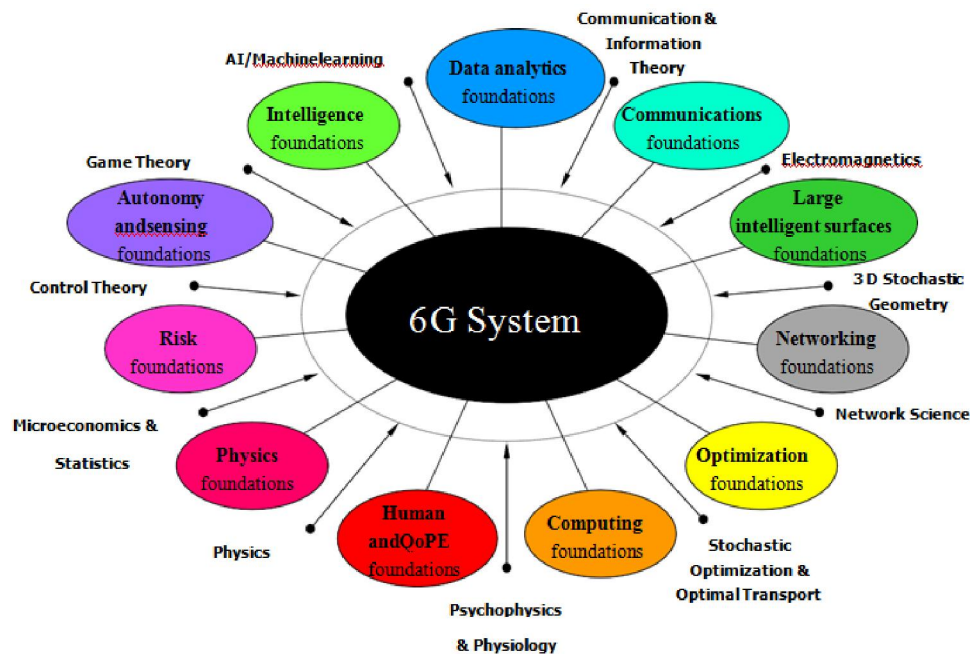 Communication &
Information
Theory
AI/Machinelearning
Data analytics
foundations
Intelligence
foundations
Communications
foundations
Game Theory
Electromagnetics
Autonomy
andsensing
foundations
Large
intelligent surfaces
foundations
Control Theory
3D Stochastic
Geometry
6G System
Risk
foundations
Networking
foundations
Microeconomics &
Statistics
Network Science
Physics
foundations
Optimization
foundations
Human
andQoPE
foundations
Computing
foundations
Physics
Stochastic
Optimization &
Optimal Transport
Psychophysics
& Physiology